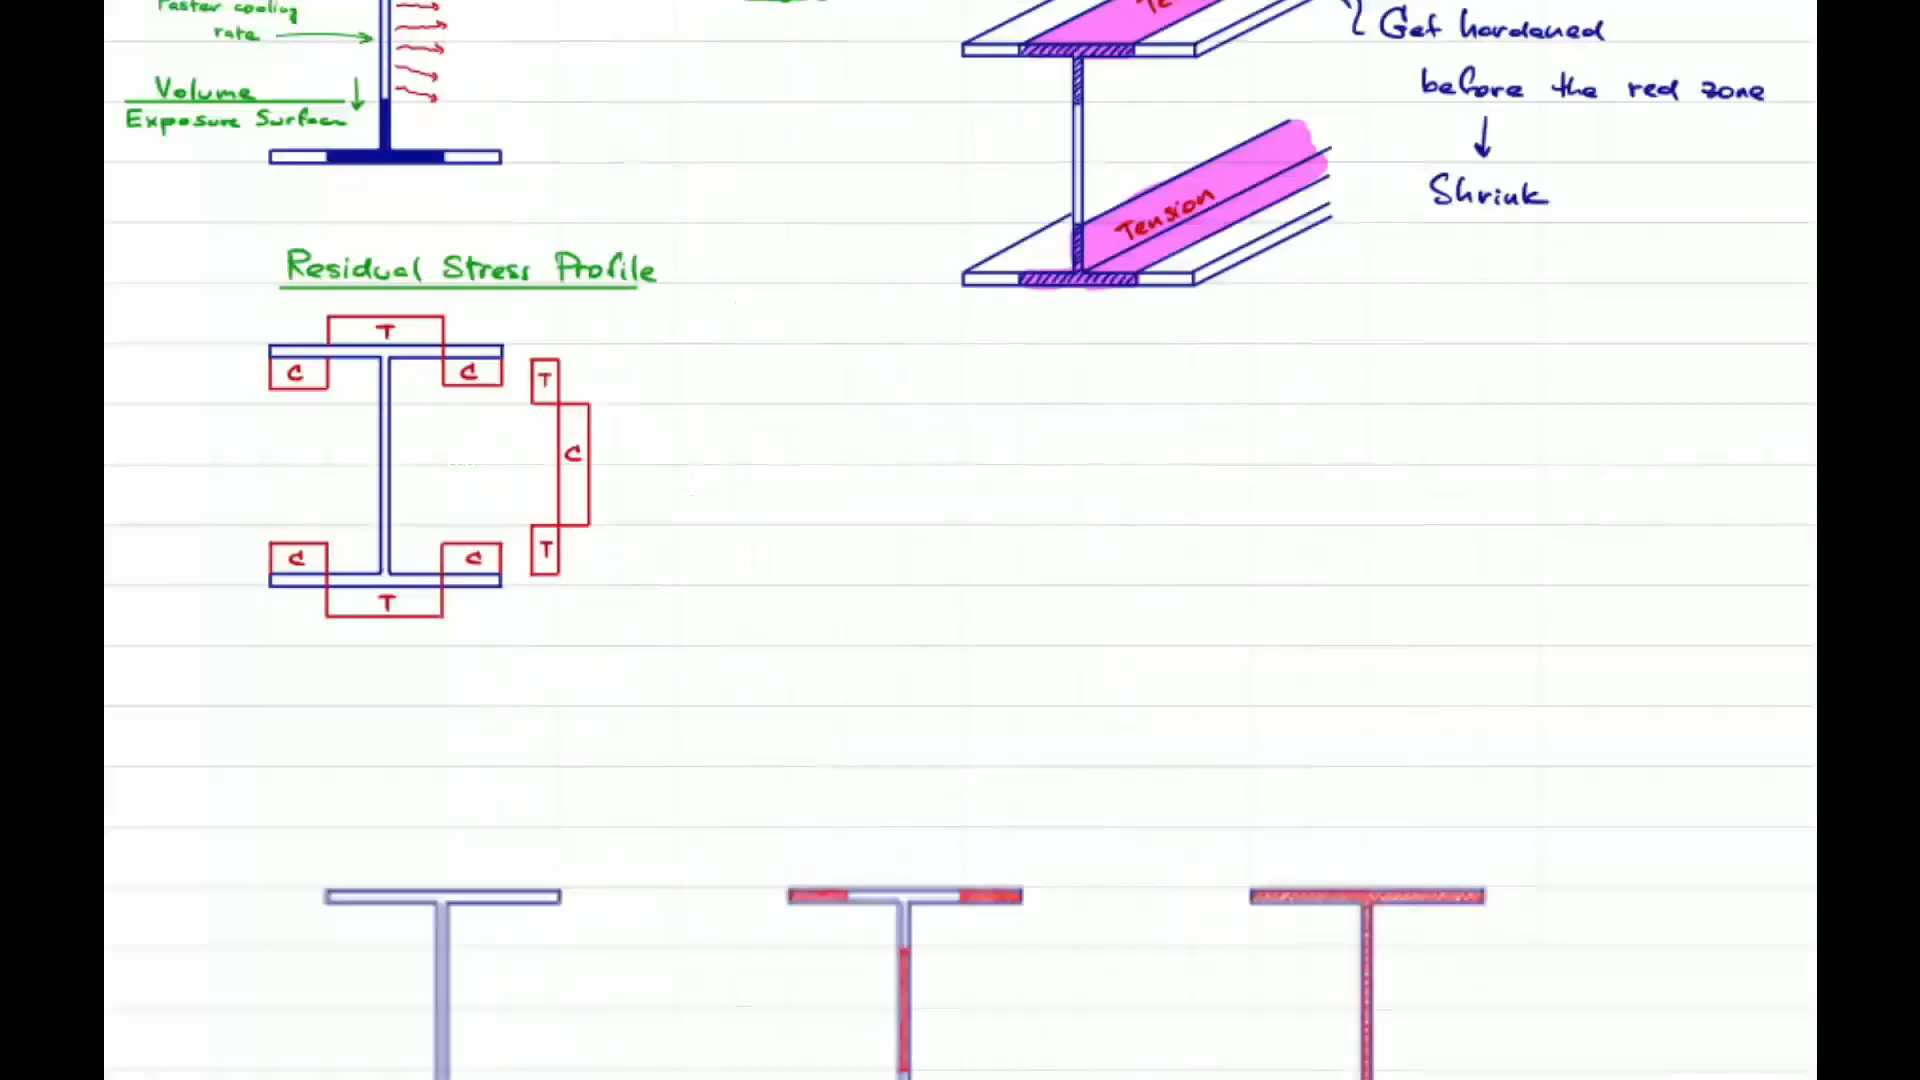 Faster cooling
rate
Volume
Exposure Surface
Get hardened
before the red zone
Shrink
Tension
Residual Stress Profile
T
C
C
T
C
T
C
C
T